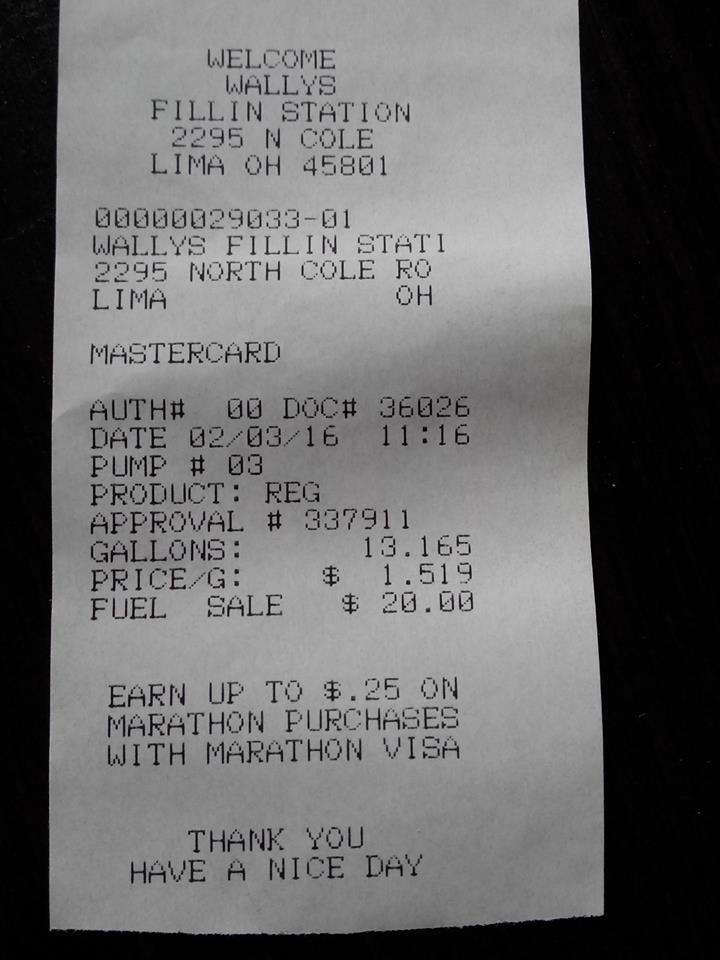 WELCOME
WALLYS
FILLIN STATION
2295 N COLE
LIMA OH 45801
00000029033-01
WALLYS FILLIN STATI
2295 NORTH COLE RO
LIMA OH
MASTERCARD
AUTH# 00 DOC# 36026
DATE 02/03/16 11:16
PUMP # 03
PRODUCT: REG
APPROVAL # 337911
GALLONS: 13.165
PRICE/G: $ 1.519
FUEL SALE $ 20.00
EARN UP TO $.25 ON
MARATHON PURCHASES
WITH MARATHON VISA
THANK YOU
HAVE A NICE DAY